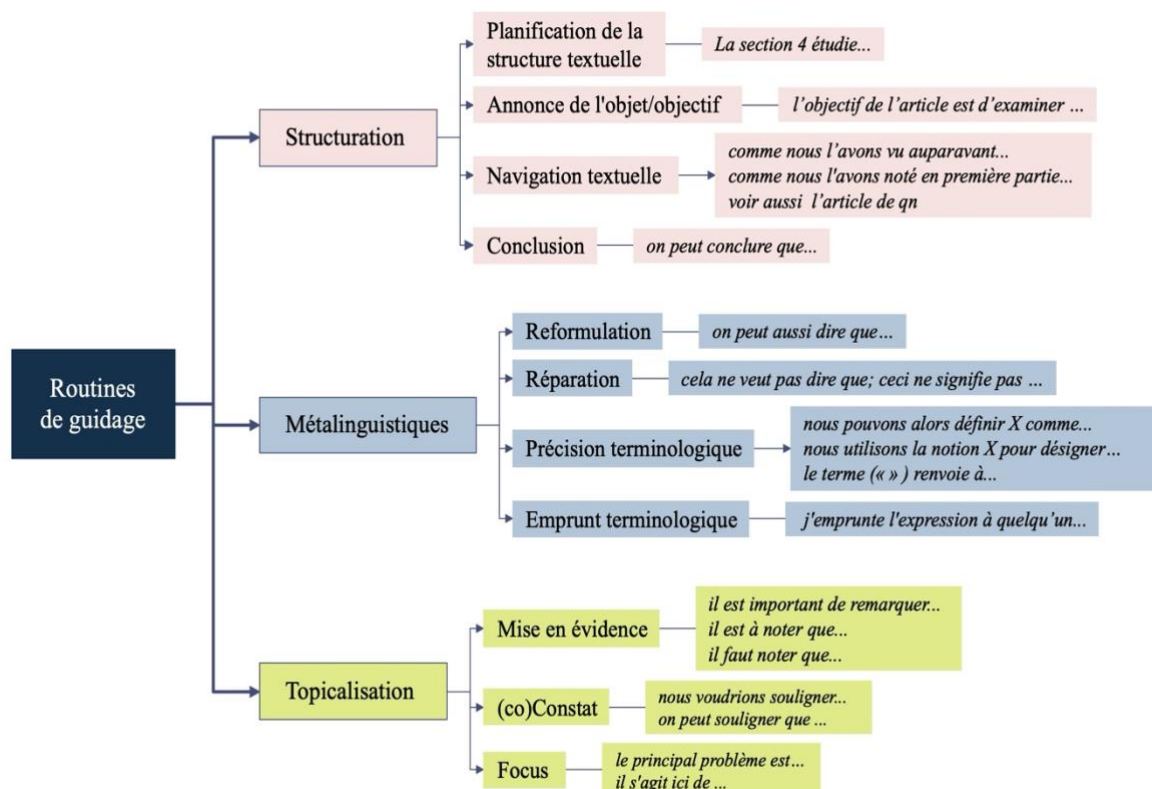 Planification de la
structure textuelle
La section 4 étudie...
Annonce de l'objet/objectif
l'objectif de l'article est d'examiner ...
Structuration
Navigation textuelle
comme nous l'avons vu auparavant...
comme nous l'avons noté en première partie...
voir aussi l'article de qn
Conclusion
on peut conclure que...
Routines
de guidage
Métalinguistiques
Reformulation
on peut aussi dire que...
Réparation
cela ne veut pas dire que; ceci ne signifie pas ...
Précision terminologique
nous pouvons alors définir X comme...
nous utilisons la notion X pour désigner...
le terme (« » ) renvoie à...
Emprunt terminologique
j'emprunte l'expression à quelqu'un...
Topicalisation
Mise en évidence
il est important de remarquer...
il est à noter que...
il faut noter que...
(co)Constat
nous voudrions souligner...
on peut souligner que ...
Focus
le principal problème est...
il s'agit ici de ...